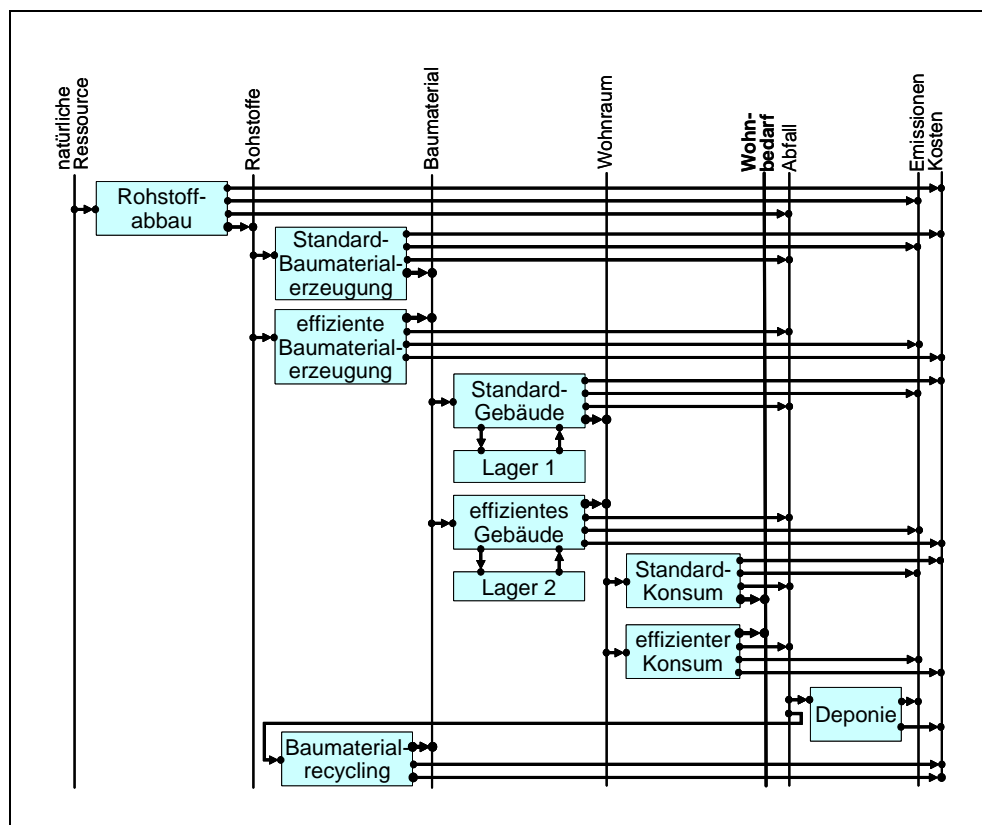 natürliche
Ressource
Rohstoffe
Baumaterial
Wohnraum
Wohn-
bedarf
Abfall
Emissionen
Kosten
Rohstoff-
abbau
Standard-
Baumaterial-
erzeugung
effiziente
Baumaterial-
erzeugung
Standard-
Gebäude
Lager 1
effizientes
Gebäude
Lager 2
Standard-
Konsum
effizienter
Konsum
Deponie
Baumaterial-
recycling